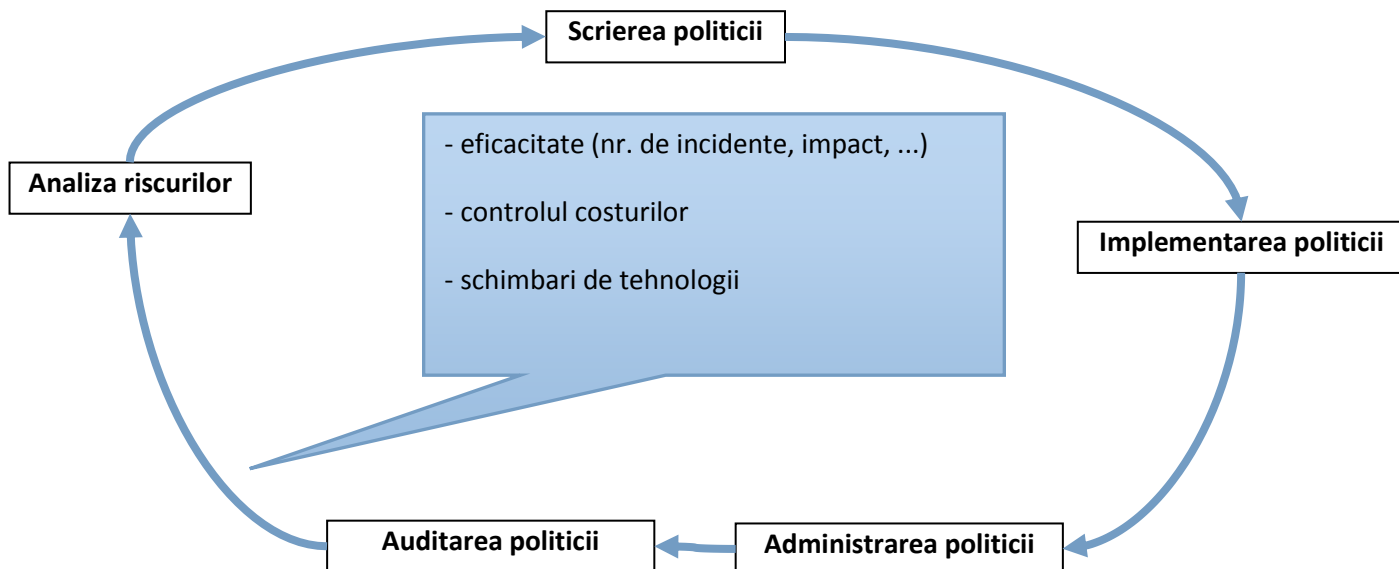 Scrierea politicii
- eficacitate (nr. de incidente, impact, ...)
Analiza riscurilor
- controlul costurilor
Implementarea politicii
- schimbari de tehnologii
Auditarea politicii
Administrarea politicii